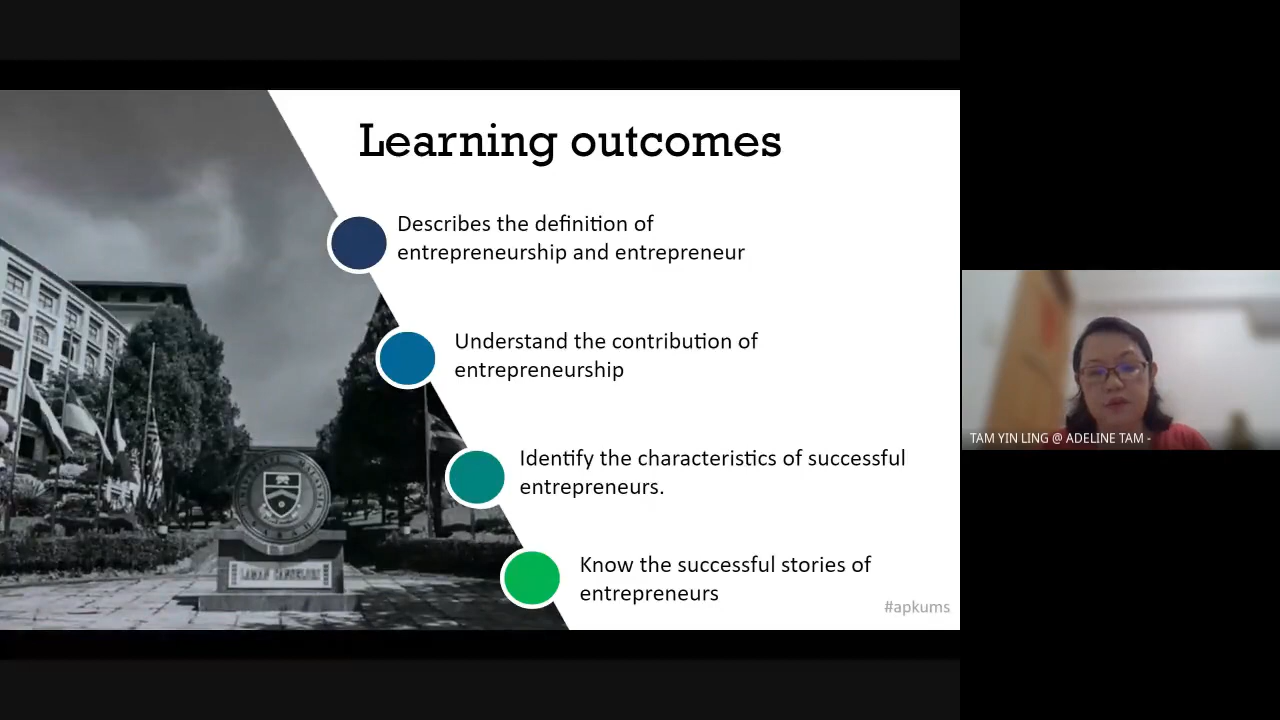 Learning outcomes
Describes the definition of
entrepreneurship and entrepreneur
Understand the contribution of
entrepreneurship
Identify the characteristics of successful
entrepreneurs.
Know the successful stories of
entrepreneurs
#apkums
TAM YIN LING @ ADELINE TAM -